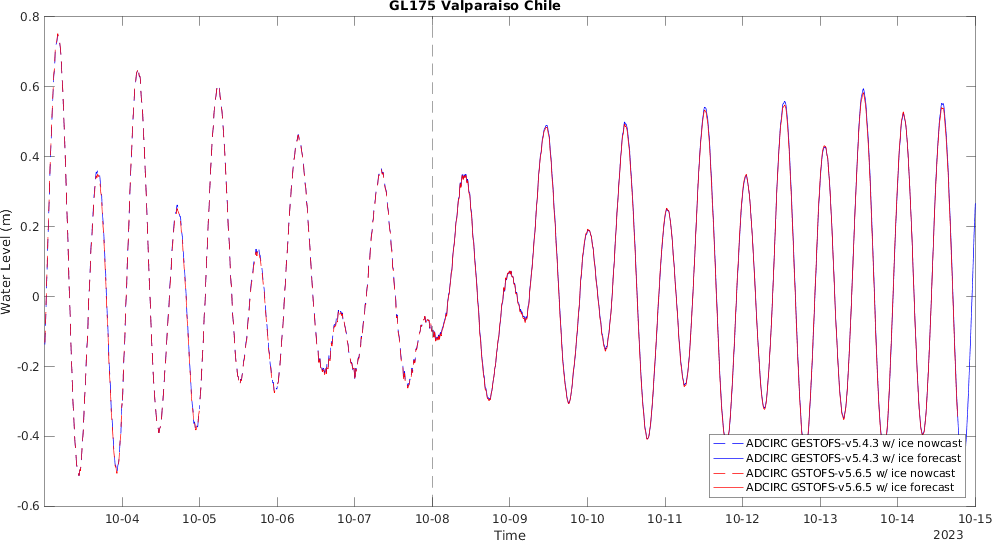 GL175 Valparaiso Chile
0.8
0.6
0.4
0.2
0
-0.2
-0.4
-0.6
Water Level (m)
ADCIRC GESTOFS-v5.4.3 w/ ice nowcast
ADCIRC GESTOFS-v5.4.3 w/ ice forecast
ADCIRC GSTOFS-v5.6.5 w/ ice nowcast
ADCIRC GSTOFS-v5.6.5 w/ ice forecast
10-04 10-05 10-06 10-07 10-08 10-09 10-10 10-11 10-12 10-13 10-14 10-15
Time
2023